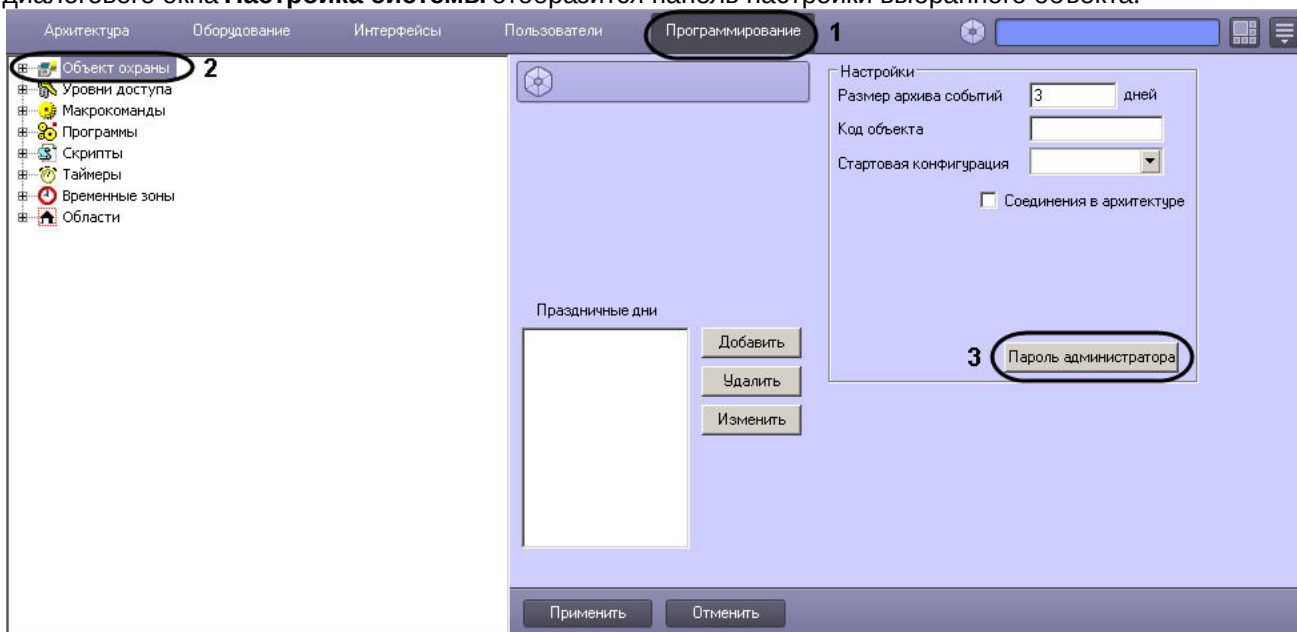 диалогового окна Настройка системы отобразится панель настройки выбранного объекта.
Архитектура Оборудование Интерфейсы Пользователи Программирование 1
Объект охраны 2
Уровни доступа
Макрокоманды
Программы
Скрипты
Таймеры
Временные зоны
Области
Настройки
Размер архива событий 3 дней
Код объекта
Стартовая конфигурация
Соединения в архитектуре
Праздничные дни
Добавить
Удалить
Изменить
3 Пароль администратора
Применить Отменить